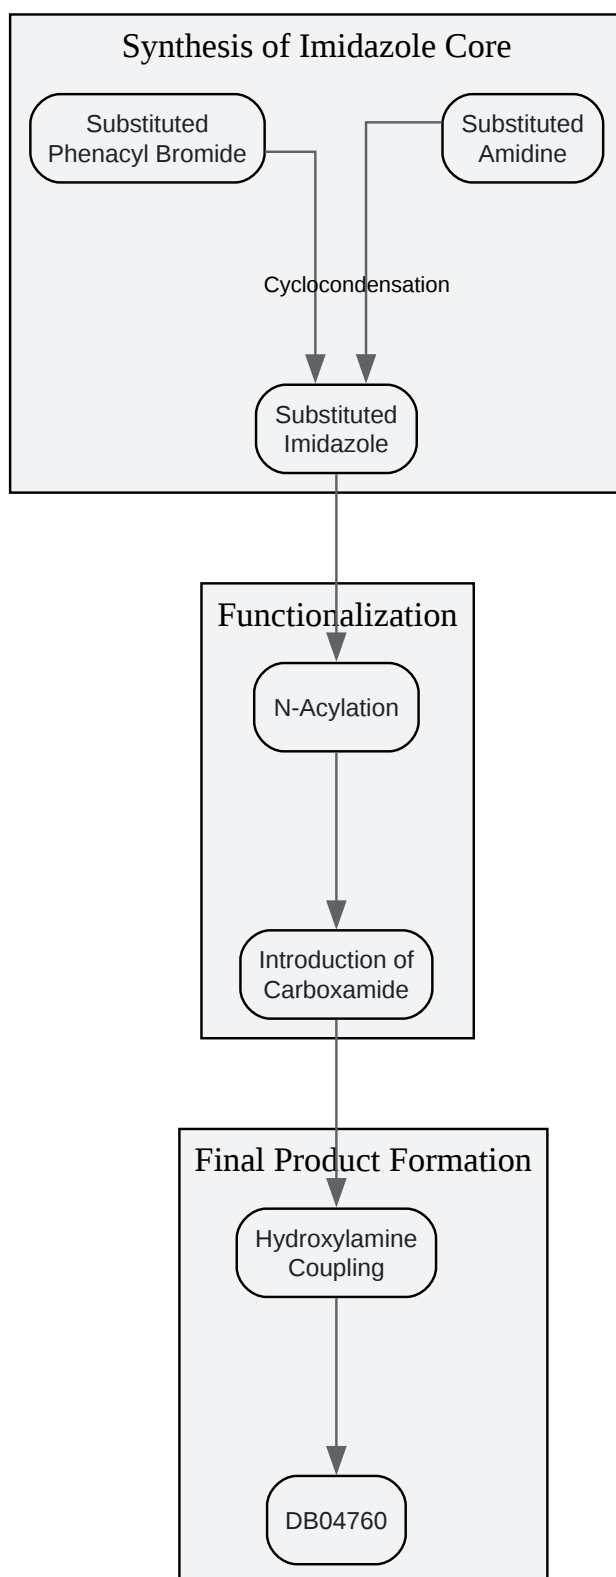 Synthesis of Imidazole Core
Substituted
Phenacyl Bromide
Substituted
Amidine
Cyclocondensation
Substituted
Imidazole
Functionalization
N-Acylation
Introduction of
Carboxamide
Final Product Formation
Hydroxylamine
Coupling
DB04760